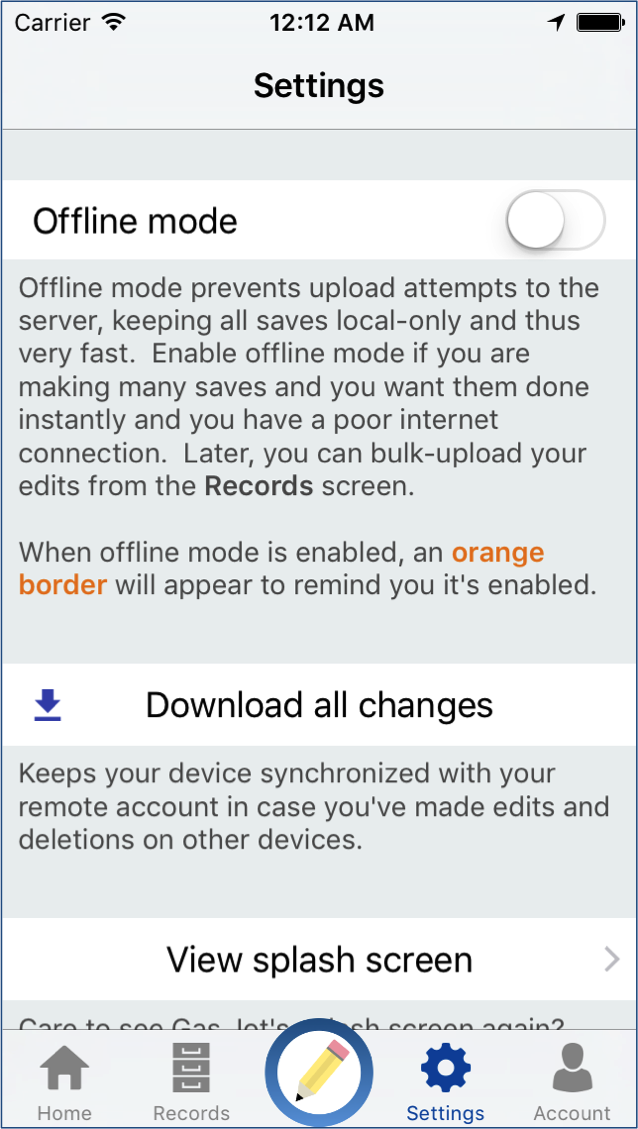 Carrier 12:12 AM
Settings
Offline mode
Offline mode prevents upload attempts to the
server, keeping all saves local-only and thus
very fast.  Enable offline mode if you are
making many saves and you want them done
instantly and you have a poor internet
connection.  Later, you can bulk-upload your
edits from the Records screen.
When offline mode is enabled, an orange
border will appear to remind you it's enabled.
Download all changes
Keeps your device synchronized with your
remote account in case you've made edits and
deletions on other devices.
View splash screen
Care to see Gas Jot's splash screen again?
Home Records Settings Account